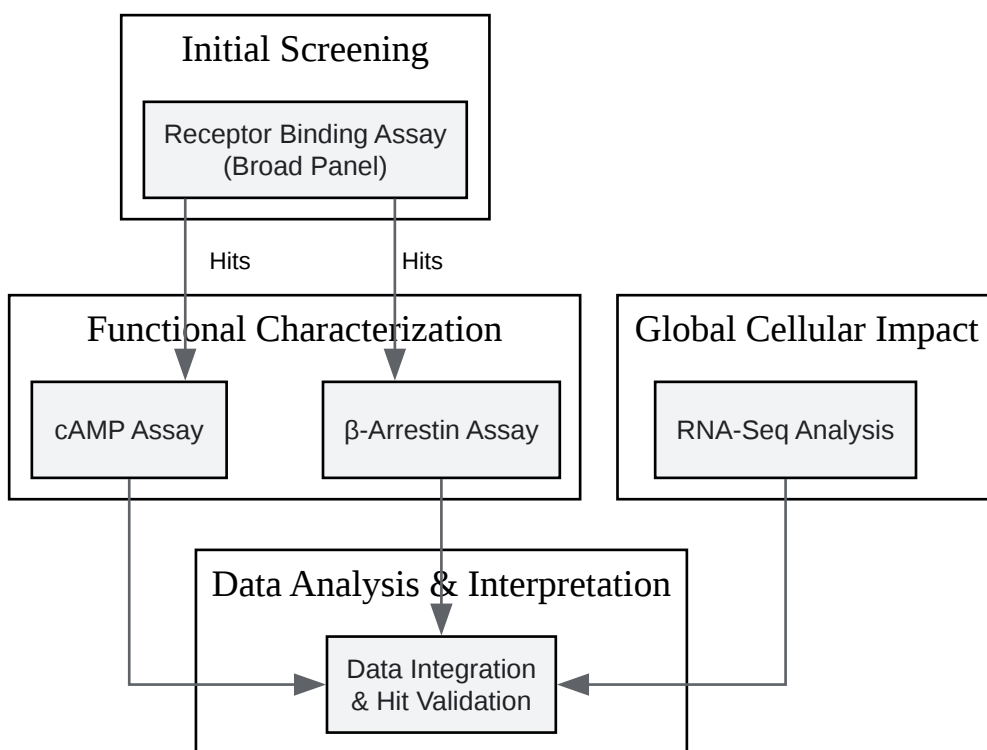 Initial Screening
Receptor Binding Assay
(Broad Panel)
Hits
Hits
Functional Characterization
Global Cellular Impact
cAMP Assay
β-Arrestin Assay
RNA-Seq Analysis
Data Analysis & Interpretation
Data Integration
& Hit Validation